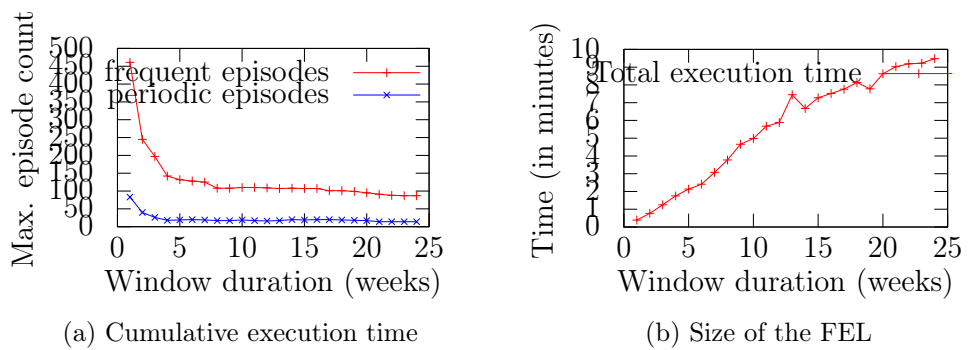 Max. episode count
500
450
400
350
300
250
200
150
100
50
0
frequent episodes
periodic episodes
0 5 10 15 20 25
Window duration (weeks)
(a) Cumulative execution time
Time (in minutes)
10
9
8
7
6
5
4
3
2
1
0
Total execution time
0 5 10 15 20 25
Window duration (weeks)
(b) Size of the FEL